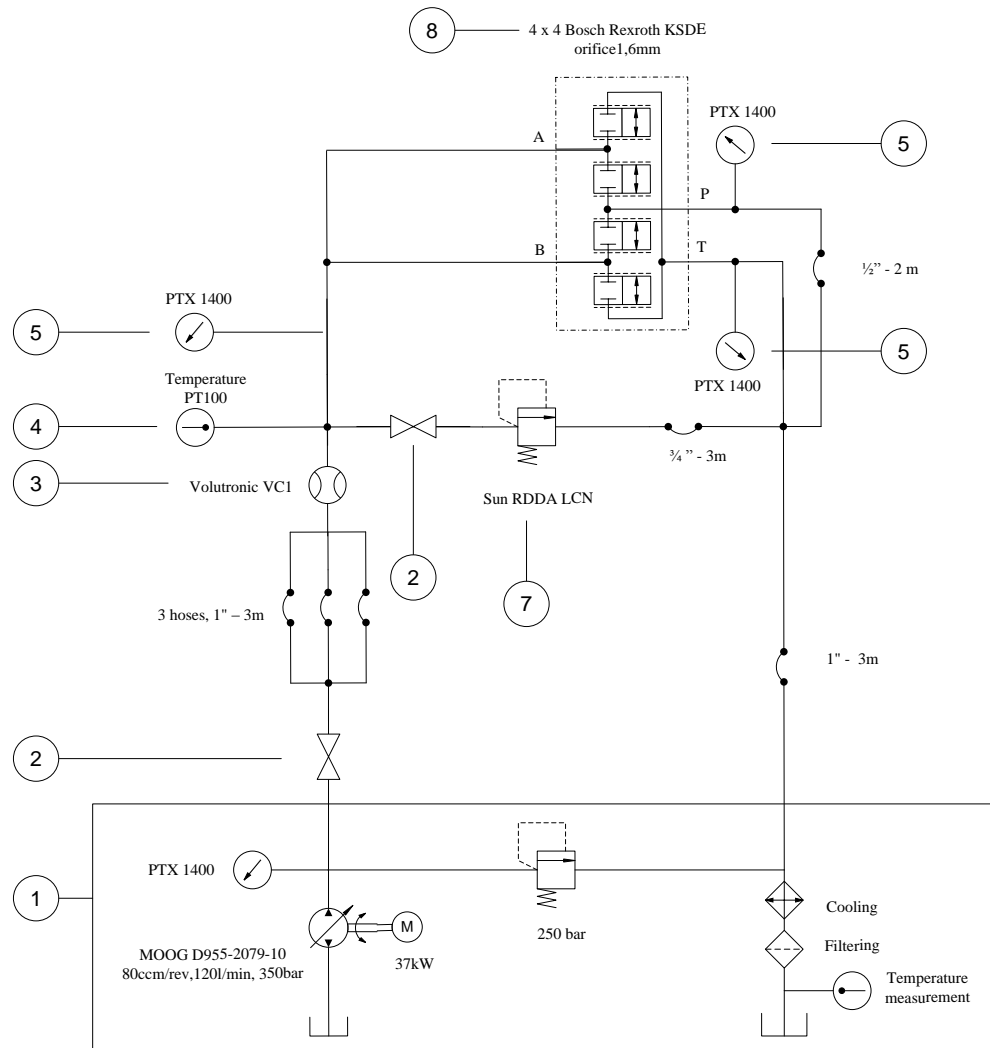 8
4 x 4 Bosch Rexroth KSDE
orifice1,6mm
A
PTX 1400
5
P
B
T
½” - 2 m
PTX 1400
5
PTX 1400
5
Temperature
PT100
4
¾ ” - 3m
3
Volutronic VC1
Sun RDDA LCN
2
7
3 hoses, 1" – 3m
1" - 3m
2
PTX 1400
1
Cooling
M
250 bar
Filtering
MOOG D955-2079-10
80ccm/rev,120l/min, 350bar
37kW
Temperature
measurement